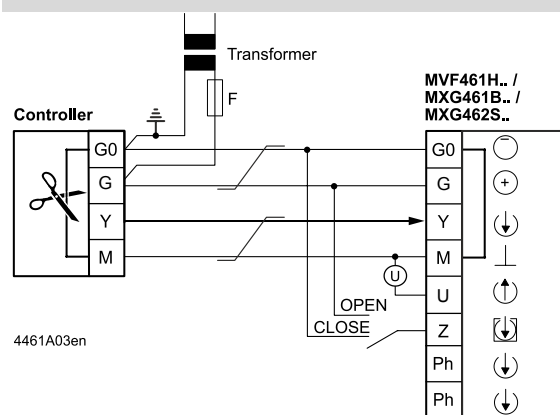 Transformer
F
MVF461H.. /
MXG461B.. /
MXG462S..
Controller
G0
G
Y
M
G0
G
Y
M
U
Z
Ph
Ph
U
OPEN
CLOSE
4461A03en